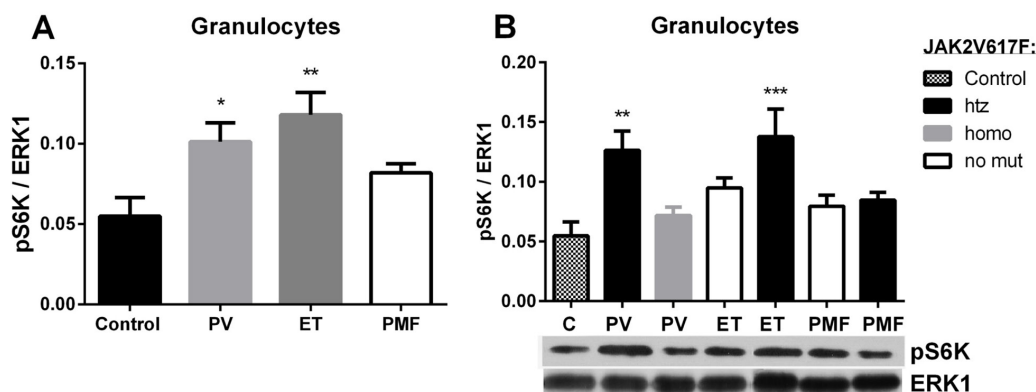 A
Granulocytes
pS6K / ERK1
0.15
0.10
0.05
0.00
*
**
Control PV ET PMF
B
Granulocytes
pS6K / ERK1
0.20
0.15
0.10
0.05
0.00
**
***
C PV PV ET ET PMF PMF
pS6K
ERK1
JAK2V617F:
Control
htz
homo
no mut